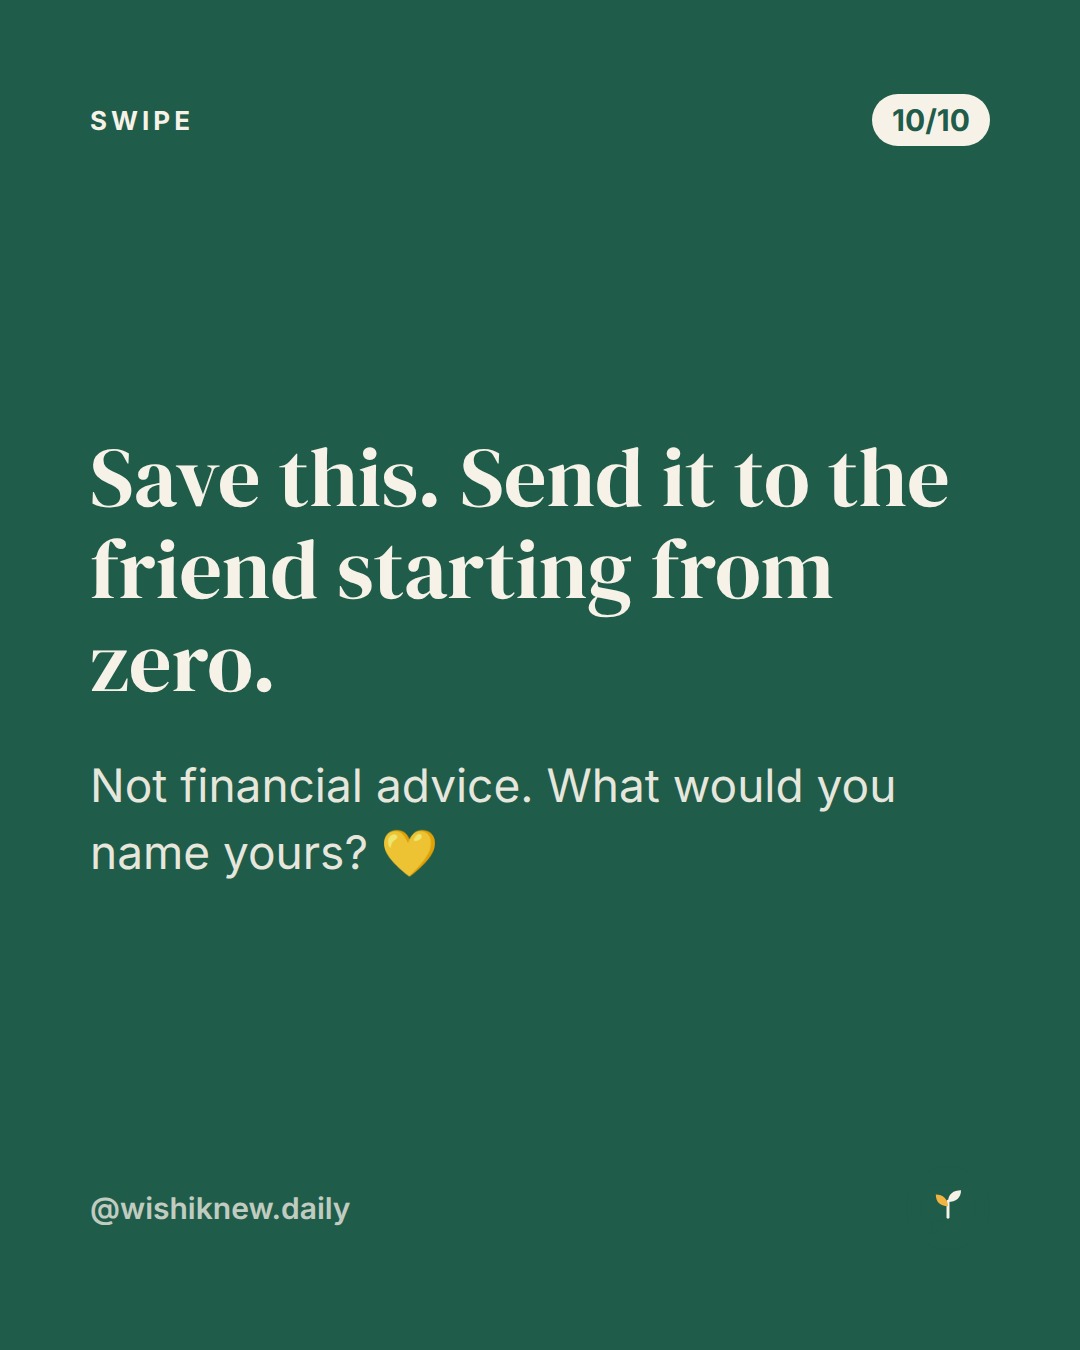 SWIPE
10/10
Save this. Send it to the
friend starting from
zero.
Not financial advice. What would you
name yours? 💛
@wishiknew.daily